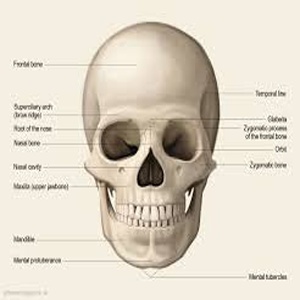 Frontal bone
Superciliary arch
(brow ridge)
Root of the nose
Nasal bone
Nasal cavity
Maxilla (upper jawbone)
Mandible
Mental protuberance
Temporal line
Glabella
Zygomatic process
of the frontal bone
Orbit
Zygomatic bone
Mental tubercles